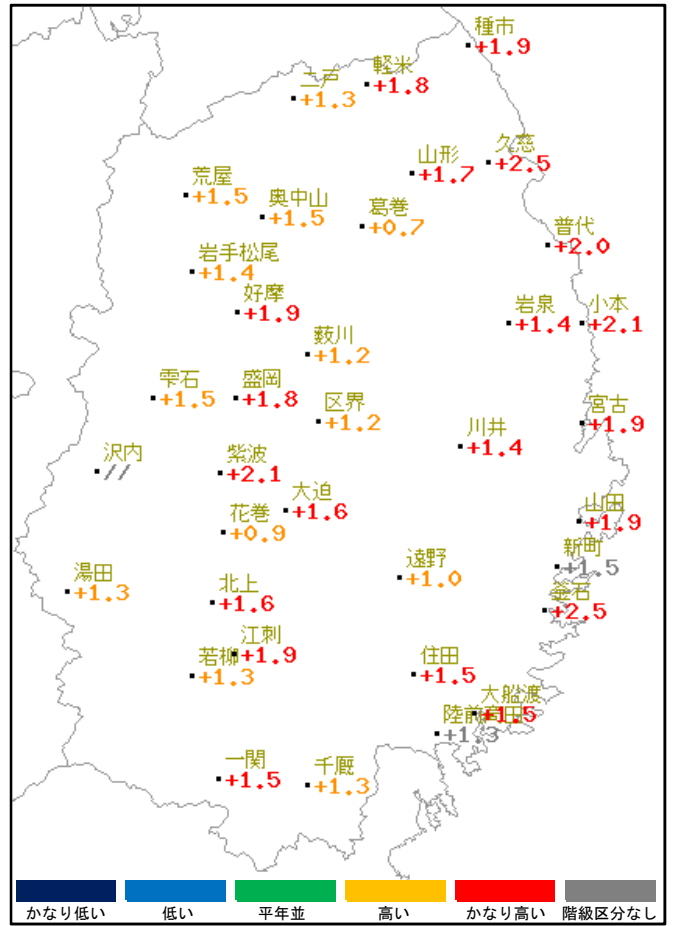 種市
+1.9
軽米
+1.8
二戸
+1.3
久慈
+2.5
山形
+1.7
荒屋
+1.5
奥中山
+1.5
葛巻
+0.7
普代
+2.0
岩手松尾
+1.4
好摩
+1.9
岩泉
+1.4
小本
+2.1
薮川
+1.2
雫石
+1.5
盛岡
+1.8
区界
+1.2
宮古
+1.9
川井
+1.4
沢内
//
紫波
+2.1
大迫
+1.6
花巻
+0.9
山田
+1.9
新町
+1.5
遠野
+1.0
湯田
+1.3
北上
+1.6
釜石
+2.5
江刺
+1.9
若柳
+1.3
住田
+1.5
大船渡
+1.5
陸前高田
+1.3
一関
+1.5
千厩
+1.3
かなり低い 低い 平年並 高い かなり高い 階級区分なし